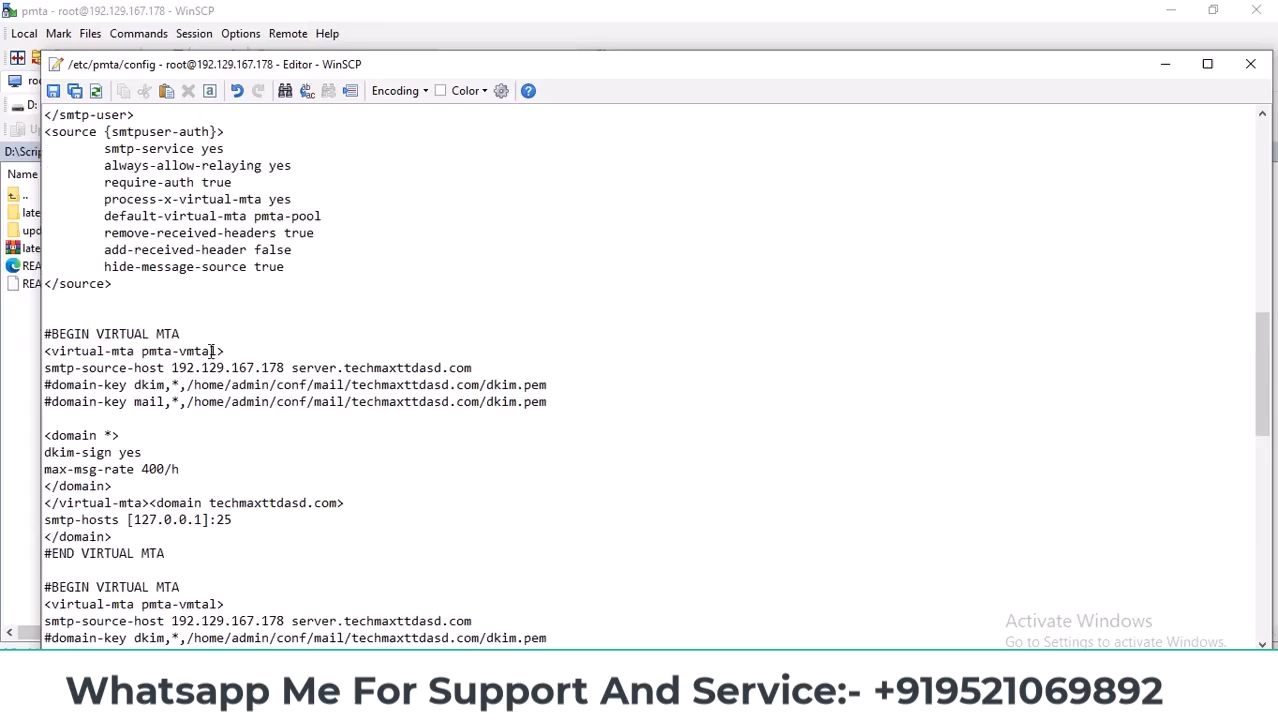 pmta - root@192.129.167.178 - WinSCP
Local Mark Files Commands Session Options Remote Help
/etc/pmta/config - root@192.129.167.178 - Editor - WinSCP
Encoding Color
D:
D:\Scrip
Name
..
late
upd
late
REA
REA
</smtp-user>
<source {smtpuser-auth}>
smtp-service yes
always-allow-relaying yes
require-auth true
process-x-virtual-mta yes
default-virtual-mta pmta-pool
remove-received-headers true
add-received-header false
hide-message-source true
</source>
#BEGIN VIRTUAL MTA
<virtual-mta pmta-vmta1>
smtp-source-host 192.129.167.178 server.techmaxttdasd.com
#domain-key dkim,*,/home/admin/conf/mail/techmaxttdasd.com/dkim.pem
#domain-key mail,*,/home/admin/conf/mail/techmaxttdasd.com/dkim.pem
<domain *>
dkim-sign yes
max-msg-rate 400/h
</domain>
</virtual-mta><domain techmaxttdasd.com>
smtp-hosts [127.0.0.1]:25
</domain>
#END VIRTUAL MTA
#BEGIN VIRTUAL MTA
<virtual-mta pmta-vmta1>
smtp-source-host 192.129.167.178 server.techmaxttdasd.com
#domain-key dkim,*,/home/admin/conf/mail/techmaxttdasd.com/dkim.pem
Activate Windows
Go to Settings to activate Windows.
Whatsapp Me For Support And Service:- +919521069892